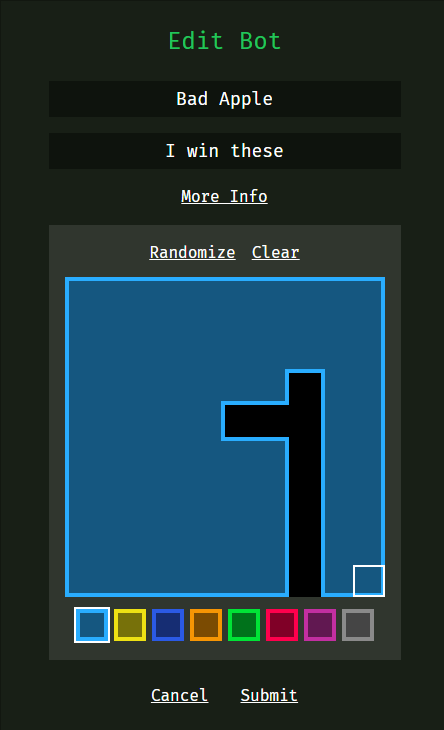 Edit Bot
Bad Apple
I win these
More Info
Randomize Clear
Cancel Submit